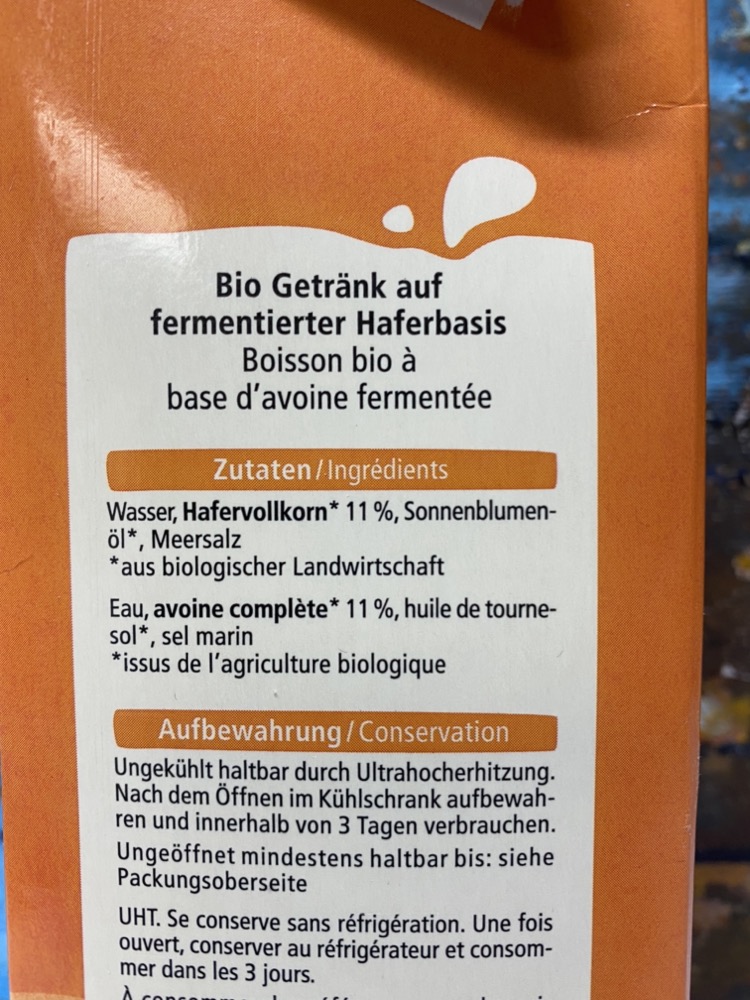 Bio Getränk auf
fermentierter Haferbasis
Boisson bio à
base d'avoine fermentée
Zutaten/Ingrédients
Wasser, Hafervollkorn* 11 %, Sonnenblumen-
öl*, Meersalz
*aus biologischer Landwirtschaft
Eau, avoine complète* 11 %, huile de tourne-
sol*, sel marin
*issus de l'agriculture biologique
Aufbewahrung/Conservation
Ungekühlt haltbar durch Ultrahocherhitzung.
Nach dem Öffnen im Kühlschrank aufbewah-
ren und innerhalb von 3 Tagen verbrauchen.
Ungeöffnet mindestens haltbar bis: siehe
Packungsoberseite
UHT. Se conserve sans réfrigération. Une fois
ouvert, conserver au réfrigérateur et consom-
mer dans les 3 jours.
À